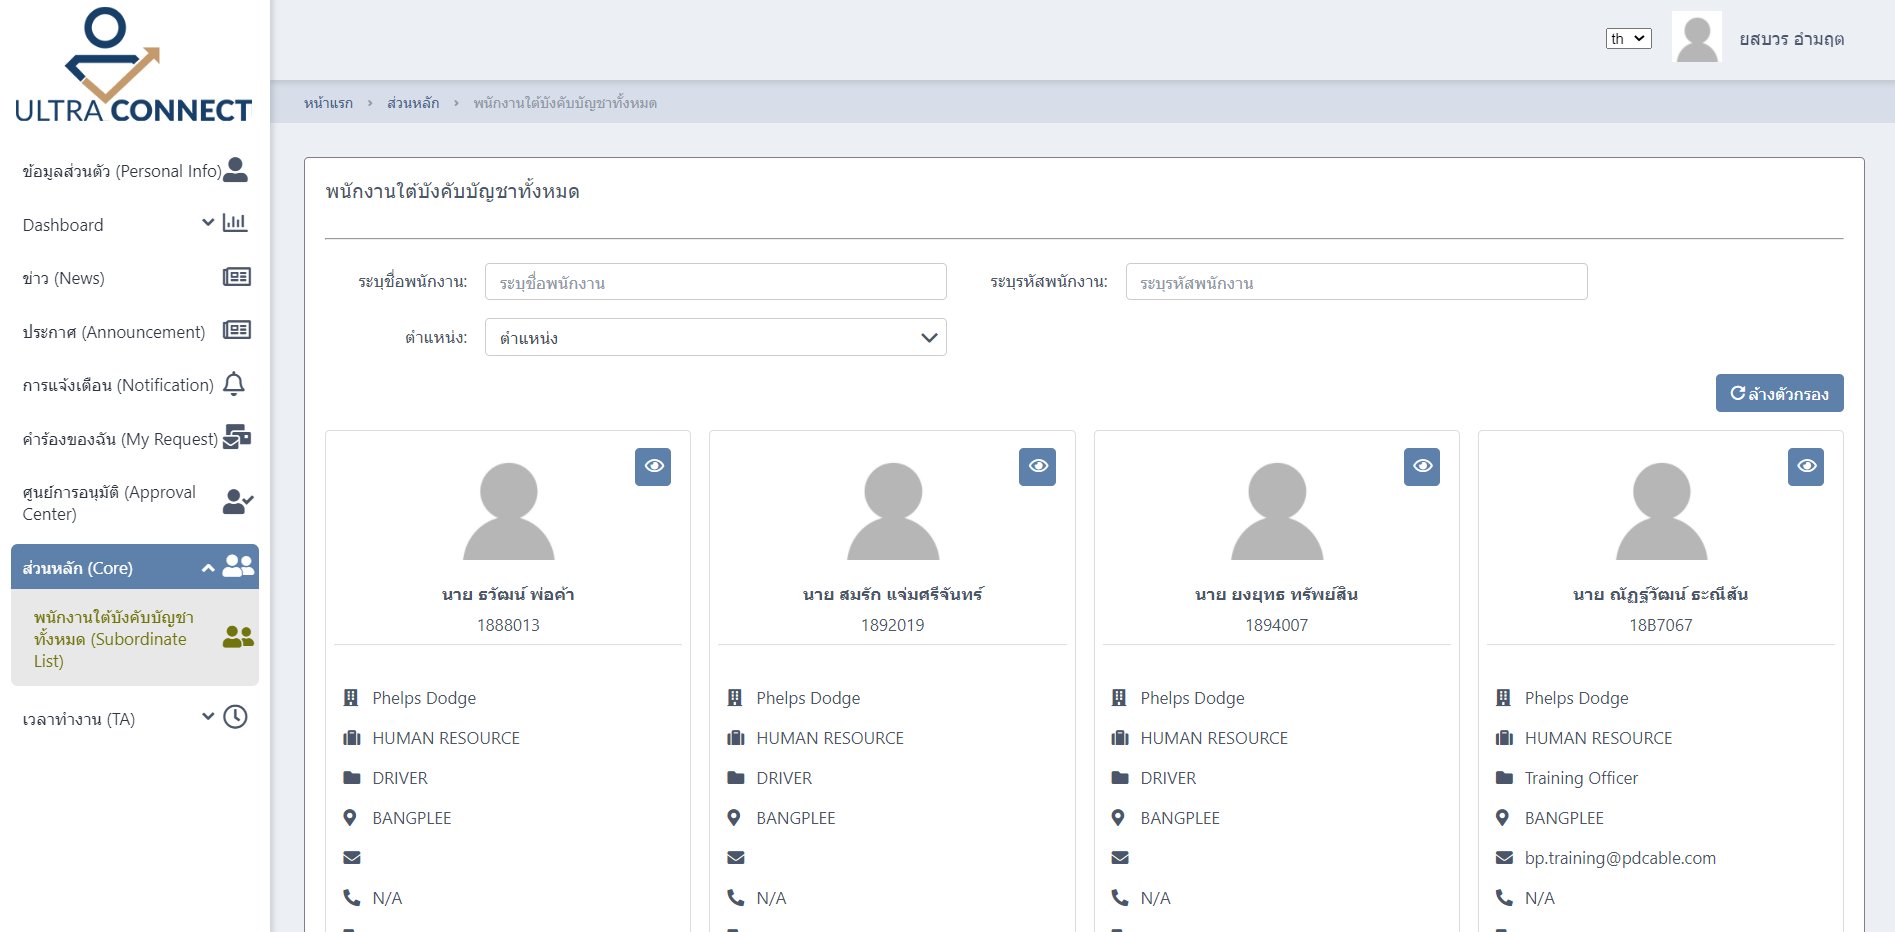 ULTRA CONNECT
th
ยสบวร อำมฤต
หน้าแรก › ส่วนหลัก › พนักงานใต้บังคับบัญชาทั้งหมด
ข้อมูลส่วนตัว (Personal Info)
Dashboard
ข่าว (News)
ประกาศ (Announcement)
การแจ้งเตือน (Notification)
คำร้องของฉัน (My Request)
ศูนย์การอนุมัติ (Approval
Center)
ส่วนหลัก (Core)
พนักงานใต้บังคับบัญชา
ทั้งหมด (Subordinate
List)
เวลาทำงาน (TA)
พนักงานใต้บังคับบัญชาทั้งหมด
ระบุชื่อพนักงาน: ระบุชื่อพนักงาน ระบุรหัสพนักงาน: ระบุรหัสพนักงาน
ตำแหน่ง: ตำแหน่ง
ล้างตัวกรอง
นาย ธวัฒน์ พ่อค้า
1888013
Phelps Dodge
HUMAN RESOURCE
DRIVER
BANGPLEE
N/A
นาย สมรัก แจ่มศรีจันทร์
1892019
Phelps Dodge
HUMAN RESOURCE
DRIVER
BANGPLEE
N/A
นาย ยงยุทธ ทรัพย์สิน
1894007
Phelps Dodge
HUMAN RESOURCE
DRIVER
BANGPLEE
N/A
นาย ณัฏฐ์วัฒน์ ธะณีสัน
18B7067
Phelps Dodge
HUMAN RESOURCE
Training Officer
BANGPLEE
bp.training@pdcable.com
N/A